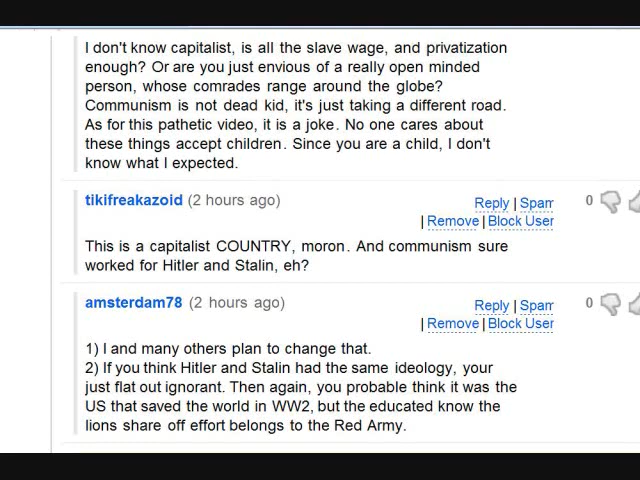 I don't know capitalist, is all the slave wage, and privatization
enough? Or are you just envious of a really open minded
person, whose comrades range around the globe?
Communism is not dead kid, it's just taking a different road.
As for this pathetic video, it is a joke. No one cares about
these things accept children. Since you are a child, I don't
know what I expected.
tikifreakazoid (2 hours ago)
Reply | Spam
0
| Remove | Block User
This is a capitalist COUNTRY, moron. And communism sure
worked for Hitler and Stalin, eh?
amsterdam78 (2 hours ago)
Reply | Spam
0
| Remove | Block User
1) I and many others plan to change that.
2) If you think Hitler and Stalin had the same ideology, your
just flat out ignorant. Then again, you probable think it was the
US that saved the world in WW2, but the educated know the
lions share off effort belongs to the Red Army.